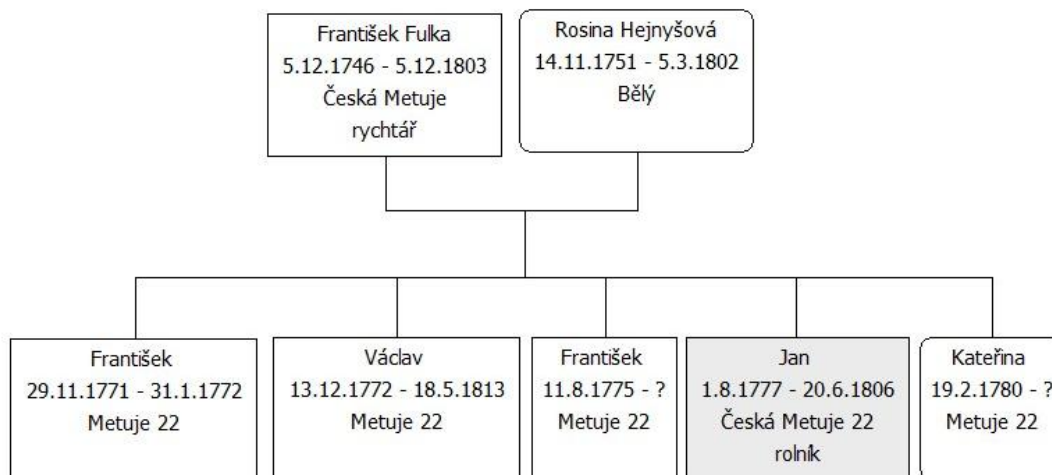 František Fulka
5.12.1746 - 5.12.1803
Česká Metuje
rychtář
Rosina Hejnyšová
14.11.1751 - 5.3.1802
Bělý
František
29.11.1771 - 31.1.1772
Metuje 22
Václav
13.12.1772 - 18.5.1813
Metuje 22
František
11.8.1775 - ?
Metuje 22
Jan
1.8.1777 - 20.6.1806
Česká Metuje 22
rolník
Kateřina
19.2.1780 - ?
Metuje 22